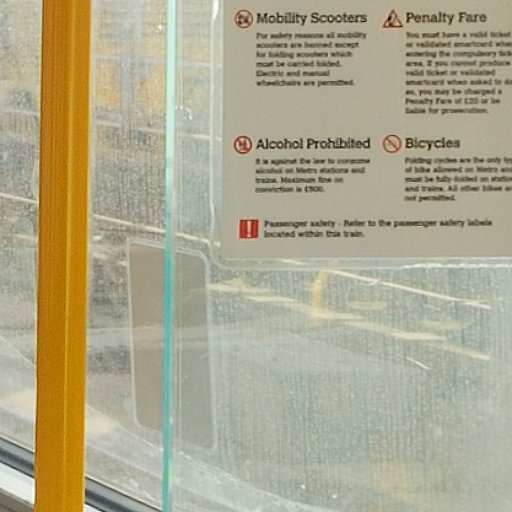 Mobility Scooters
For safety reasons all mobility
scooters are banned except
for folding scooters which
must be carried folded.
Electric and manual
wheelchairs are permitted.
Penalty Fare
You must have a valid ticket
or validated smartcard when
entering the compulsory
area. If you cannot produce
valid ticket or validated
smartcard when asked to
so, you may be charged a
Penalty Fare of £20 or be
liable for prosecution.
Alcohol Prohibited
It is against the law to consume
alcohol on Metro stations and
trains. Maximum fine on
conviction is £500.
Bicycles
Folding cycles are the only
of bike allowed on Metro and
must be fully folded on
and trains. All other bikes
not permitted.
Passenger safety - Refer to the passenger safety labels
located within this train.